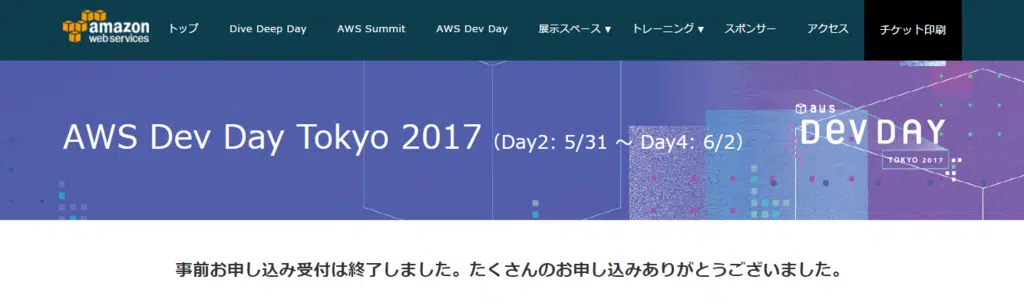 amazon
web services
トップ
Dive Deep Day
AWS Summit
AWS Dev Day
展示スペース ▼
トレーニング ▼
スポンサー
アクセス
チケット印刷
AWS Dev Day Tokyo 2017 (Day2: 5/31 ～ Day4: 6/2)
aws
DEV DAY
TOKYO 2017
事前お申し込み受付は終了しました。たくさんのお申し込みありがとうございました。